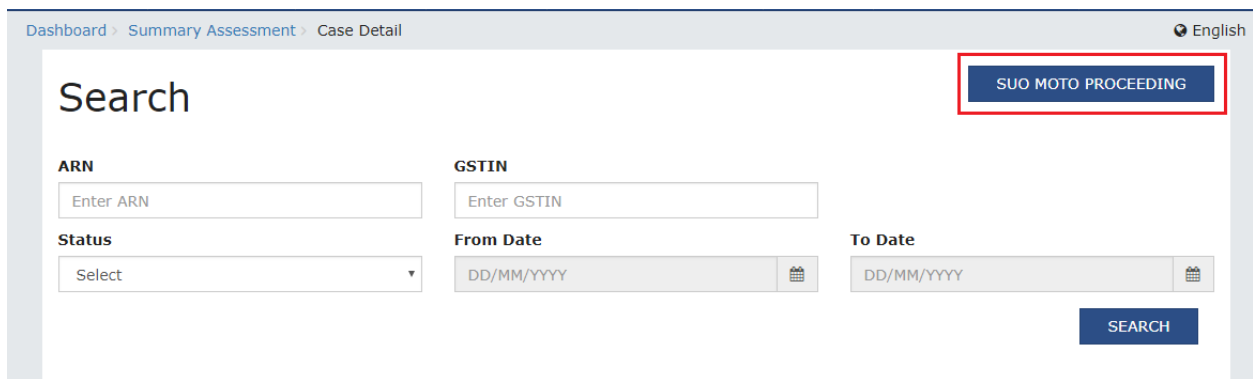 Dashboard > Summary Assessment > Case Detail English
Search SUO MOTO PROCEEDING
ARN GSTIN
Enter ARN Enter GSTIN
Status From Date To Date
Select DD/MM/YYYY DD/MM/YYYY
SEARCH